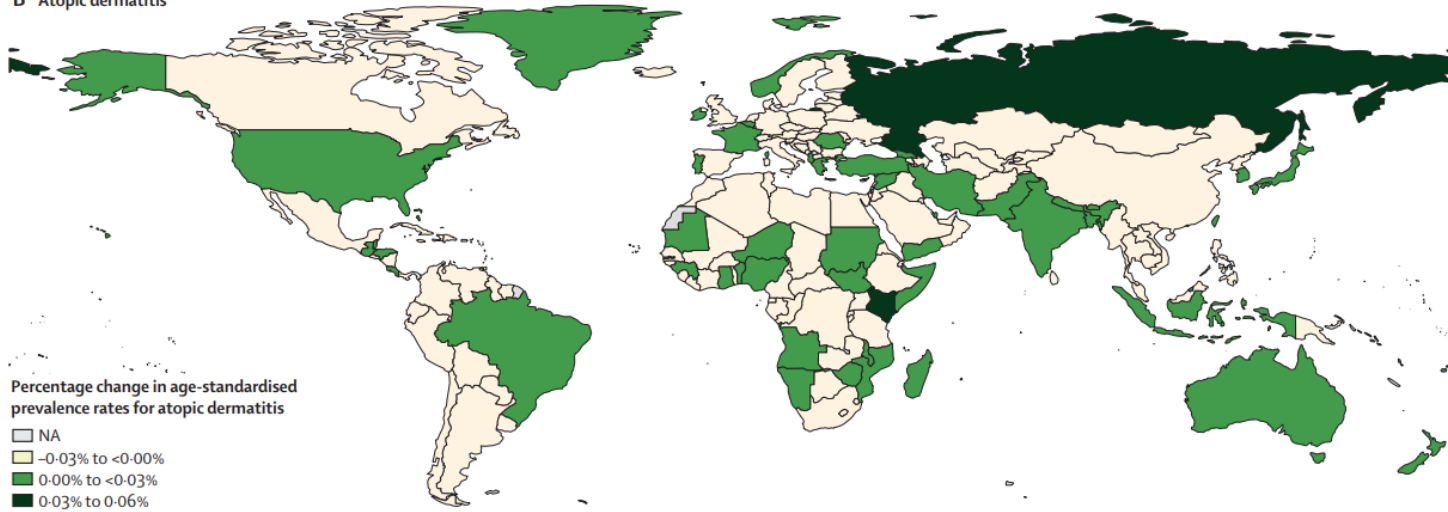 B Atopic dermatitis
Percentage change in age-standardised
prevalence rates for atopic dermatitis
NA
–0·03% to <0·00%
0·00% to <0·03%
0·03% to 0·06%